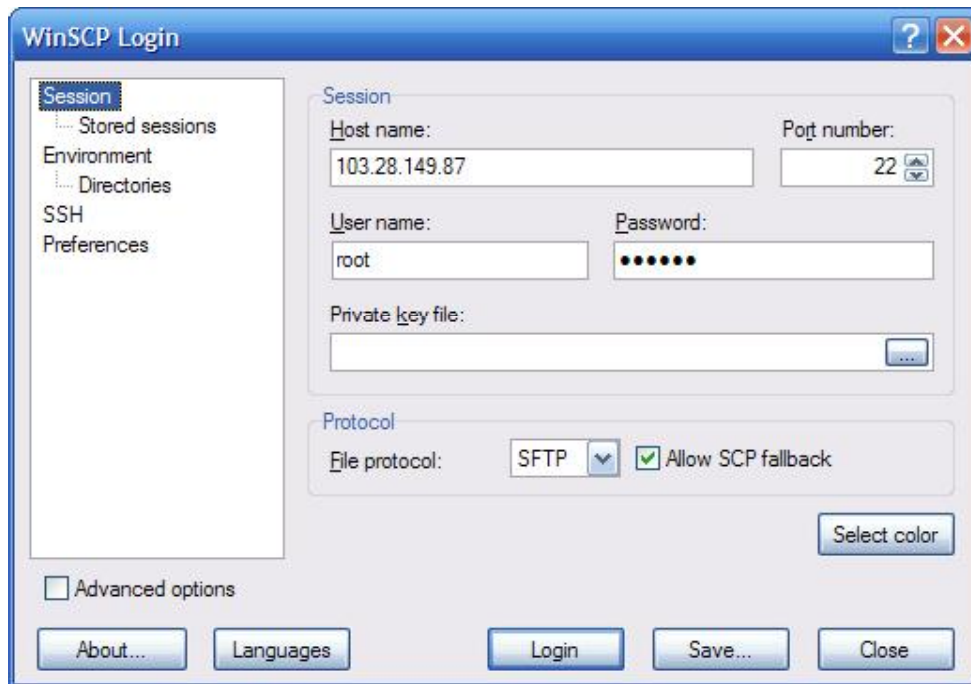 WinSCP Login
Session
Stored sessions
Environment
Directories
SSH
Preferences
Session
Host name:
Port number:
103.28.149.87
22
User name:
Password:
root
••••••
Private key file:
...
Protocol
File protocol:
SFTP
Allow SCP fallback
Select color
Advanced options
About...
Languages
Login
Save...
Close